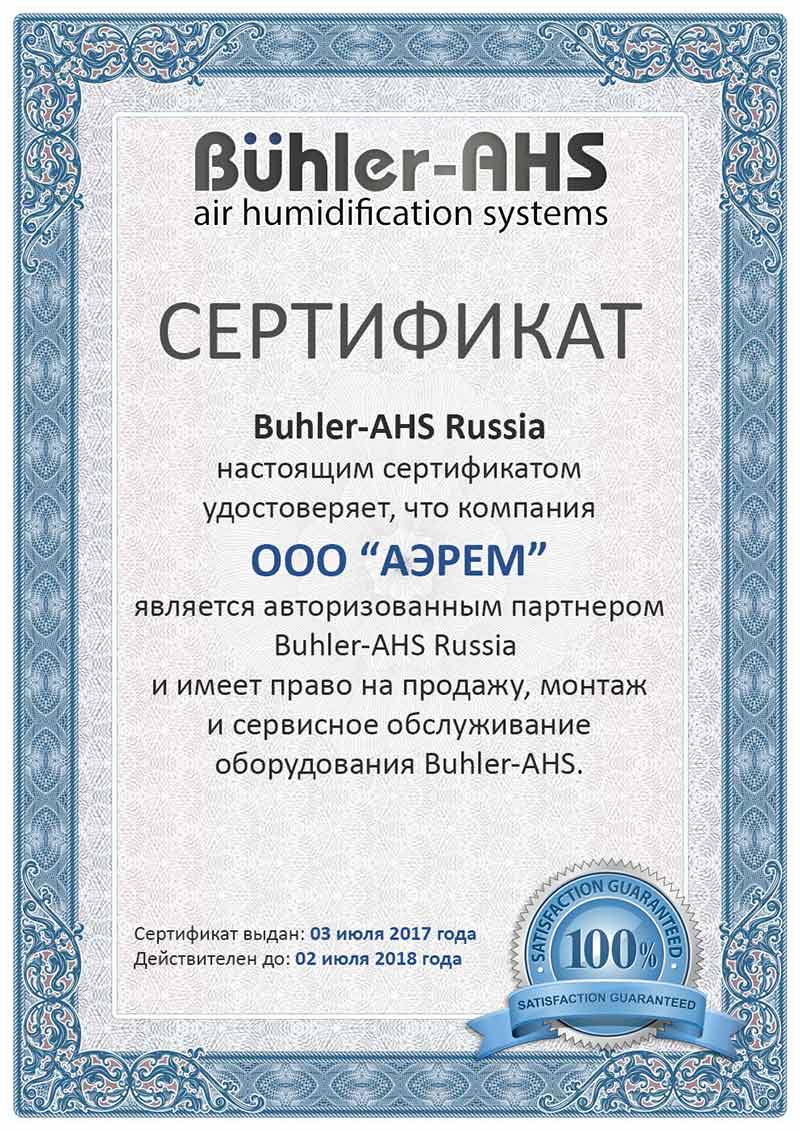 Bühler-AHS
air humidification systems
СЕРТИФИКАТ
Buhler-AHS Russia
настоящим сертификатом
удостоверяет, что компания
ООО “АЭРЕМ”
является авторизованным партнером
Buhler-AHS Russia
и имеет право на продажу, монтаж
и сервисное обслуживание
оборудования Buhler-AHS.
Сертификат выдан: 03 июля 2017 года
Действителен до: 02 июля 2018 года
SATISFACTION GUARANTEED
100%
SATISFACTION GUARANTEED